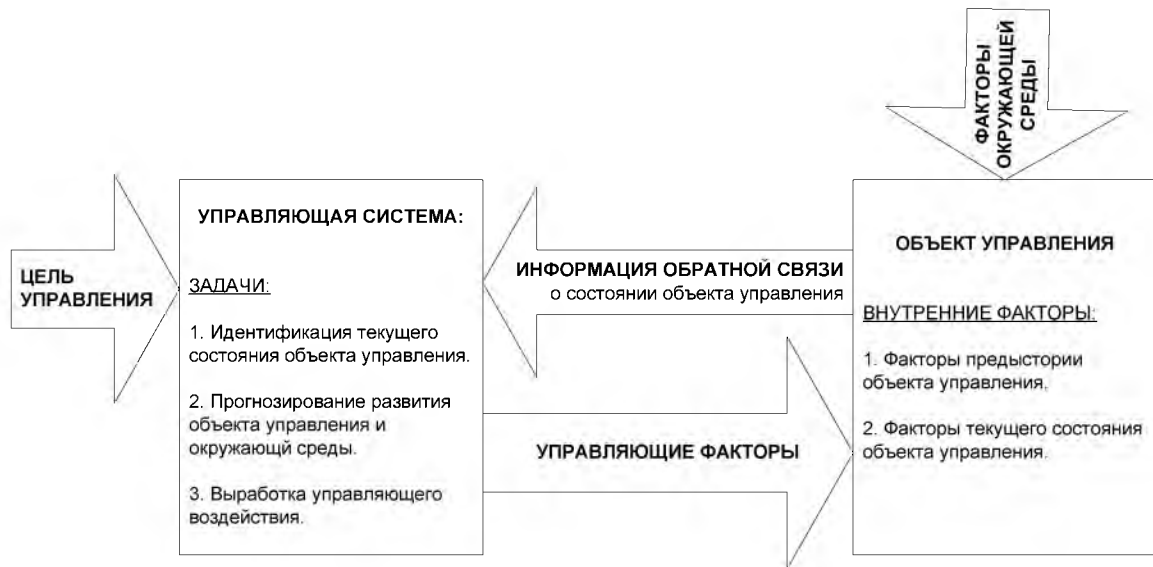 ФАКТОРЫ
ОКРУЖАЮЩЕЙ
СРЕДЫ
ЦЕЛЬ
УПРАВЛЕНИЯ
УПРАВЛЯЮЩАЯ СИСТЕМА:
ЗАДАЧИ:
1. Идентификация текущего
состояния объекта управления.
2. Прогнозирование развития
объекта управления и
окружающй среды.
3. Выработка управляющего
воздействия.
ИНФОРМАЦИЯ ОБРАТНОЙ СВЯЗИ
о состоянии объекта управления
УПРАВЛЯЮЩИЕ ФАКТОРЫ
ОБЪЕКТ УПРАВЛЕНИЯ
ВНУТРЕННИЕ ФАКТОРЫ:
1. Факторы предыстории
объекта управления.
2. Факторы текущего состояния
объекта управления.